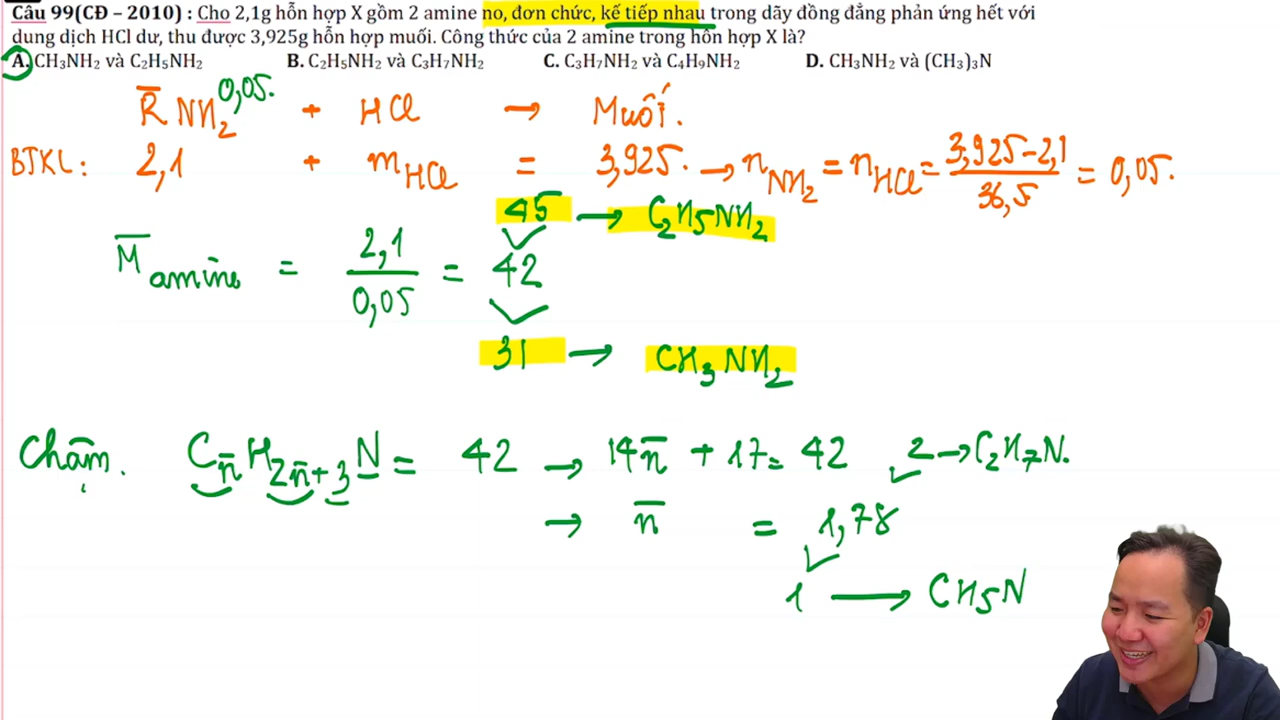 Câu 99(CĐ – 2010) : Cho 2,1g hỗn hợp X gồm 2 amine no, đơn chức, kế tiếp nhau trong dãy đồng đẳng phản ứng hết với
dung dịch HCl dư, thu được 3,925g hỗn hợp muối. Công thức của 2 amine trong hỗn hợp X là?
A. CH₃NH₂ và C₂H₅NH₂ B. C₂H₅NH₂ và C₃H₇NH₂ C. C₃H₇NH₂ và C₄H₉NH₂ D. CH₃NH₂ và (CH₃)₃N
0,05.
R̄ NH₂ + HCl → Muối.
BTKL: 2,1 + m_HCl = 3,925. → n_NH₂ = n_HCl = (3,925-2,1)/36,5 = 0,05.
45 → C₂H₅NH₂
M̄ amine = 2,1/0,05 = 42
31 → CH₃NH₂
Chậm. Cn̄H2n̄+3N = 42 → 14n̄ + 17 = 42 2 → C₂H₇N.
→ n̄ = 1,78
1 → CH₅N